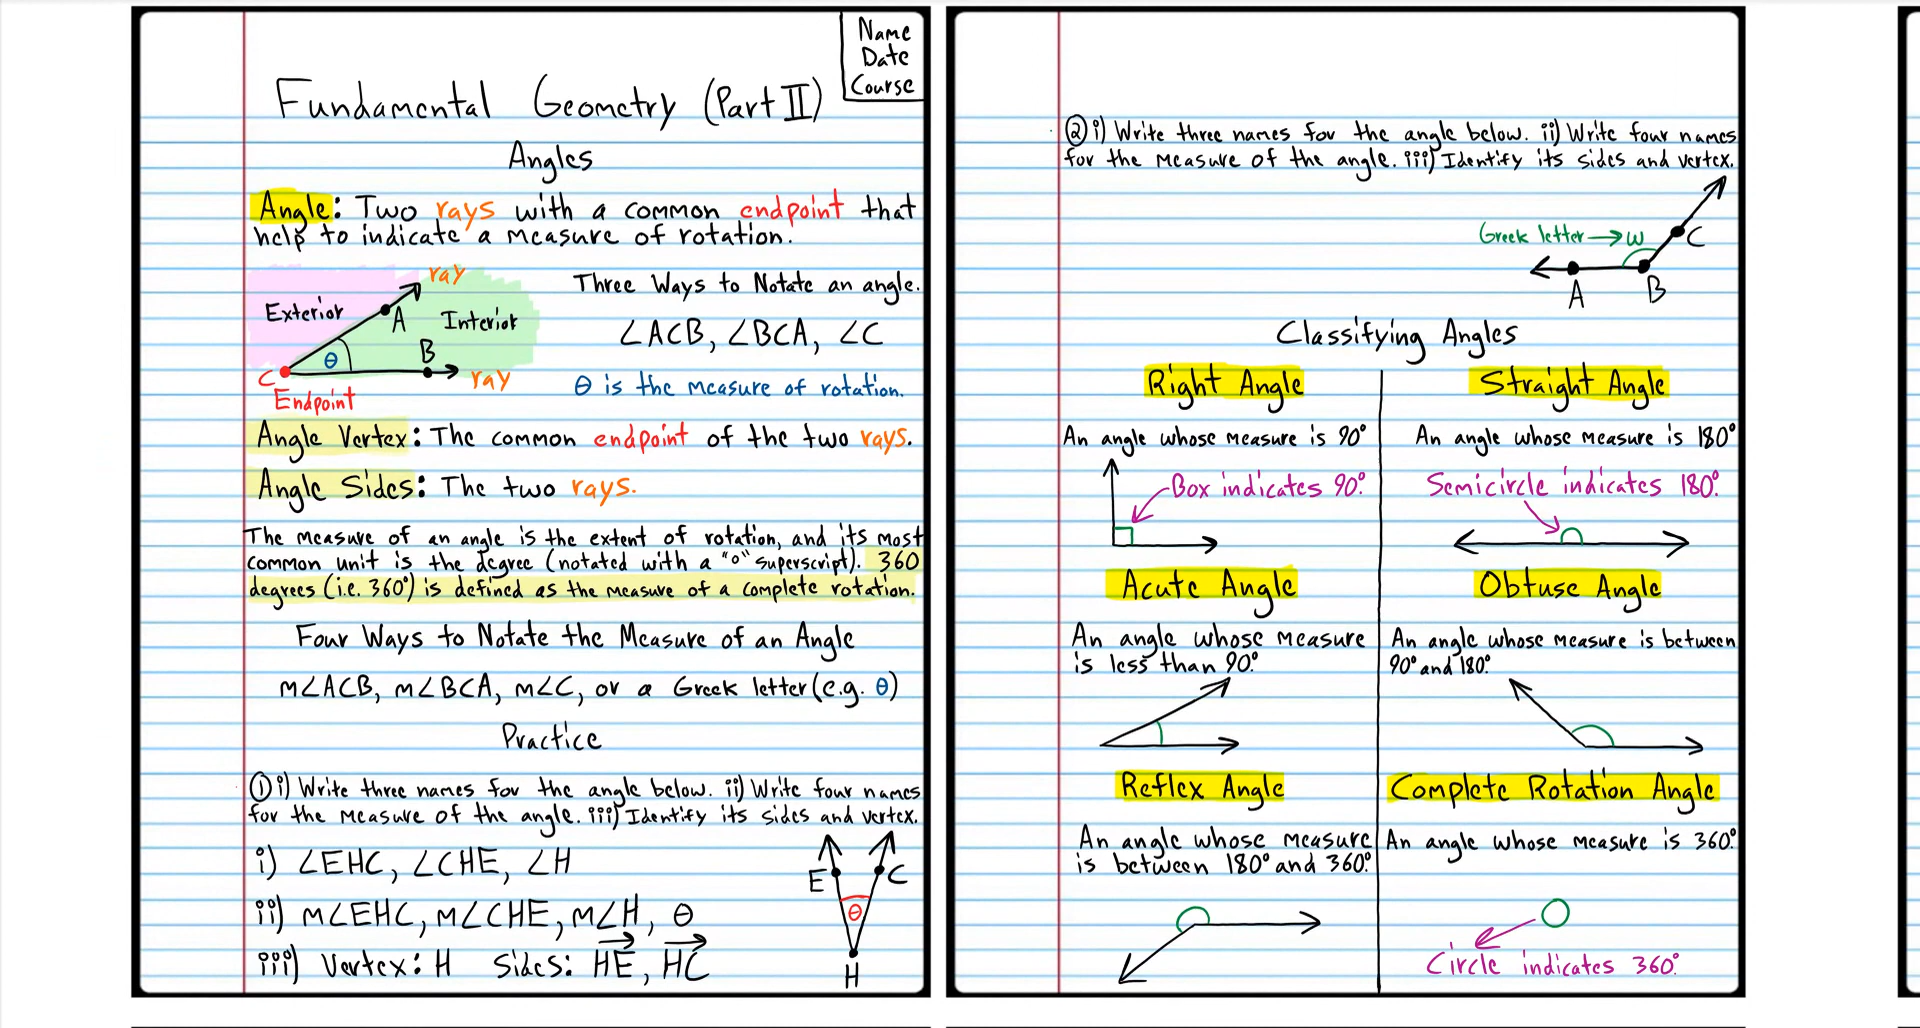 Name
Date
Course
Fundamental Geometry (Part II)
Angles
Angle: Two rays with a common endpoint that
help to indicate a measure of rotation.
ray
Exterior
A
Interior
B
θ
C
ray
Endpoint
Three Ways to Notate an angle.
∠ACB, ∠BCA, ∠C
θ is the measure of rotation.
Angle Vertex: The common endpoint of the two rays.
Angle Sides: The two rays.
The measure of an angle is the extent of rotation, and its most
common unit is the degree (notated with a "o" superscript). 360
degrees (i.e. 360°) is defined as the measure of a complete rotation.
Four Ways to Notate the Measure of an Angle
m∠ACB, m∠BCA, m∠C, or a Greek letter (e.g. θ)
Practice
① i) Write three names for the angle below. ii) Write four names
for the measure of the angle. iii) Identify its sides and vertex.
i) ∠EHC, ∠CHE, ∠H
ii) m∠EHC, m∠CHE, m∠H, θ
iii) Vertex: H Sides: HE, HC
E
C
θ
H
② i) Write three names for the angle below. ii) Write four names
for the measure of the angle. iii) Identify its sides and vertex.
Greek letter → ω
C
A
B
Classifying Angles
Right Angle
An angle whose measure is 90°
Box indicates 90°.
Straight Angle
An angle whose measure is 180°
Semicircle indicates 180°.
Acute Angle
An angle whose measure
is less than 90°.
Obtuse Angle
An angle whose measure is between
90° and 180°.
Reflex Angle
An angle whose measure
is between 180° and 360°.
Complete Rotation Angle
An angle whose measure is 360°.
Circle indicates 360°.